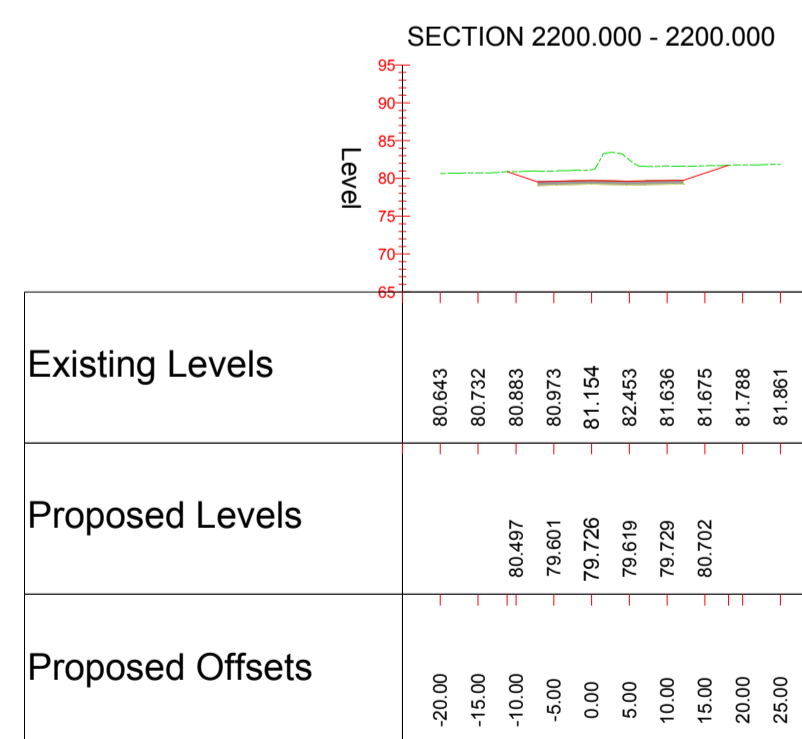 SECTION 2200.000 - 2200.000
95
90
85
80
75
70
65
Level
Existing Levels
80.643 80.732 80.883 80.973 81.154 82.453 81.636 81.675 81.788 81.861
Proposed Levels
80.497 79.601 79.726 79.619 79.729 80.702
Proposed Offsets
-20.00 -15.00 -10.00 -5.00 0.00 5.00 10.00 15.00 20.00 25.00